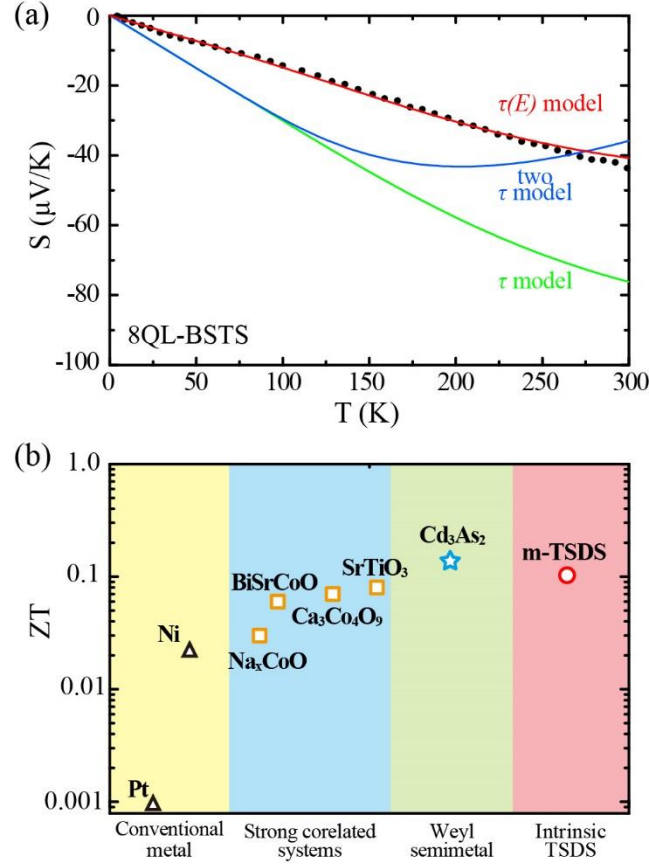 (a)
0
-20
-40
-60
-80
-100
S (μV/K)
τ(E) model
two
τ model
τ model
8QL-BSTS
0 50 100 150 200 250 300
T (K)
(b)
1.0
0.1
0.01
0.001
ZT
Cd₃As₂
m-TSDS
SrTiO₃
BiSrCoO
Ca₃Co₄O₉
Ni
NaₓCoO
Pt
Conventional
metal
Strong corelated
systems
Weyl
semimetal
Intrinsic
TSDS